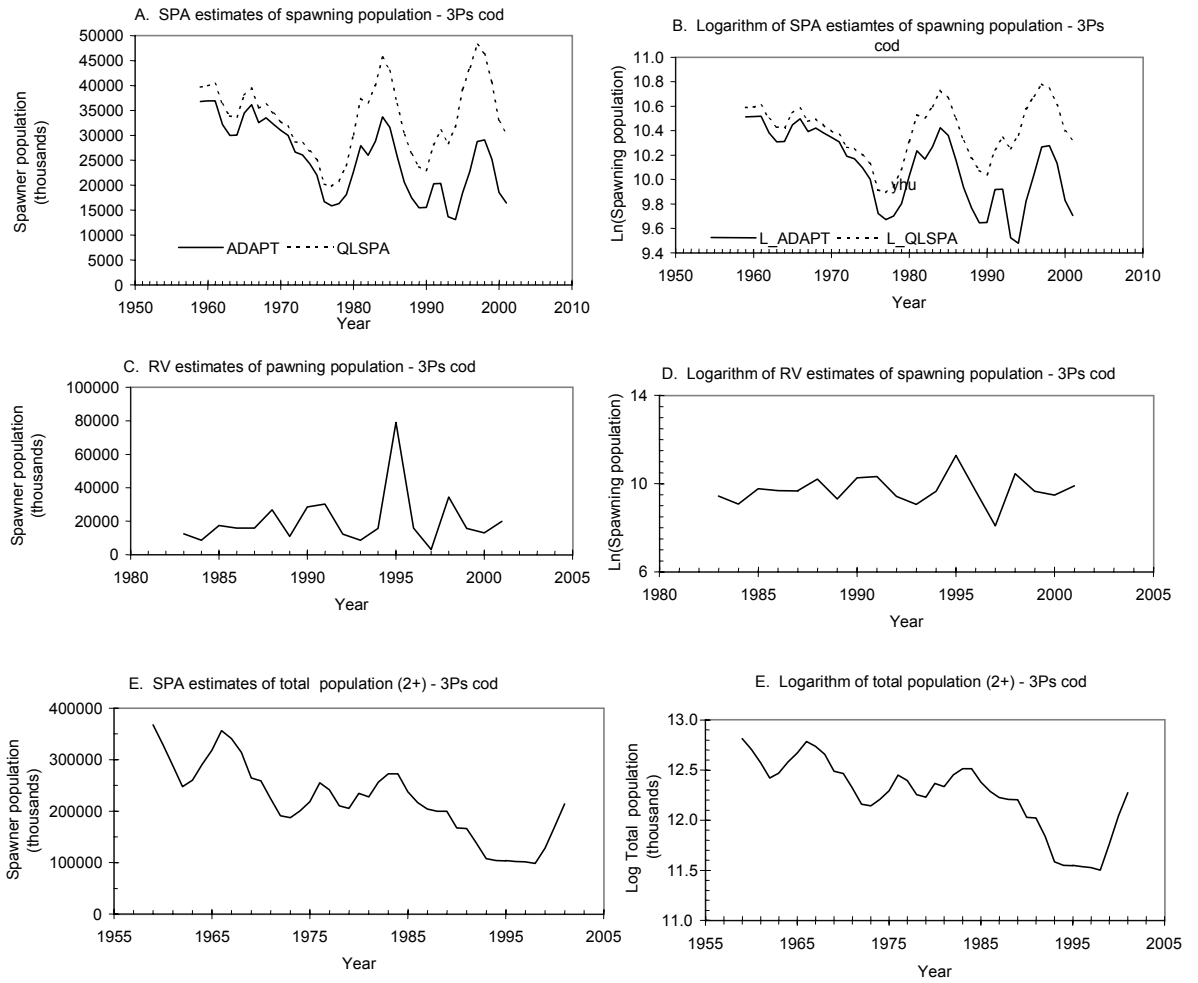 A. SPA estimates of spawning population - 3Ps cod
Spawner population
(thousands)
50000
45000
40000
35000
30000
25000
20000
15000
10000
5000
0
ADAPT QLSPA
1950 1960 1970 1980 1990 2000 2010
Year
B. Logarithm of SPA estiamtes of spawning population - 3Ps
cod
Ln(Spawning population)
11.0
10.8
10.6
10.4
10.2
10.0
9.8
9.6
9.4
yhu
L_ADAPT L_QLSPA
1950 1960 1970 1980 1990 2000 2010
Year
C. RV estimates of pawning population - 3Ps cod
Spawner population
(thousands)
100000
80000
60000
40000
20000
0
1980 1985 1990 1995 2000 2005
Year
D. Logarithm of RV estimates of spawning population - 3Ps cod
Ln(Spawning population)
14
10
6
1980 1985 1990 1995 2000 2005
Year
E. SPA estimates of total population (2+) - 3Ps cod
Spawner population
(thousands)
400000
300000
200000
100000
0
1955 1965 1975 1985 1995 2005
Year
E. Logarithm of total population (2+) - 3Ps cod
Log Total population
(thousands)
13.0
12.5
12.0
11.5
11.0
1955 1965 1975 1985 1995 2005
Year